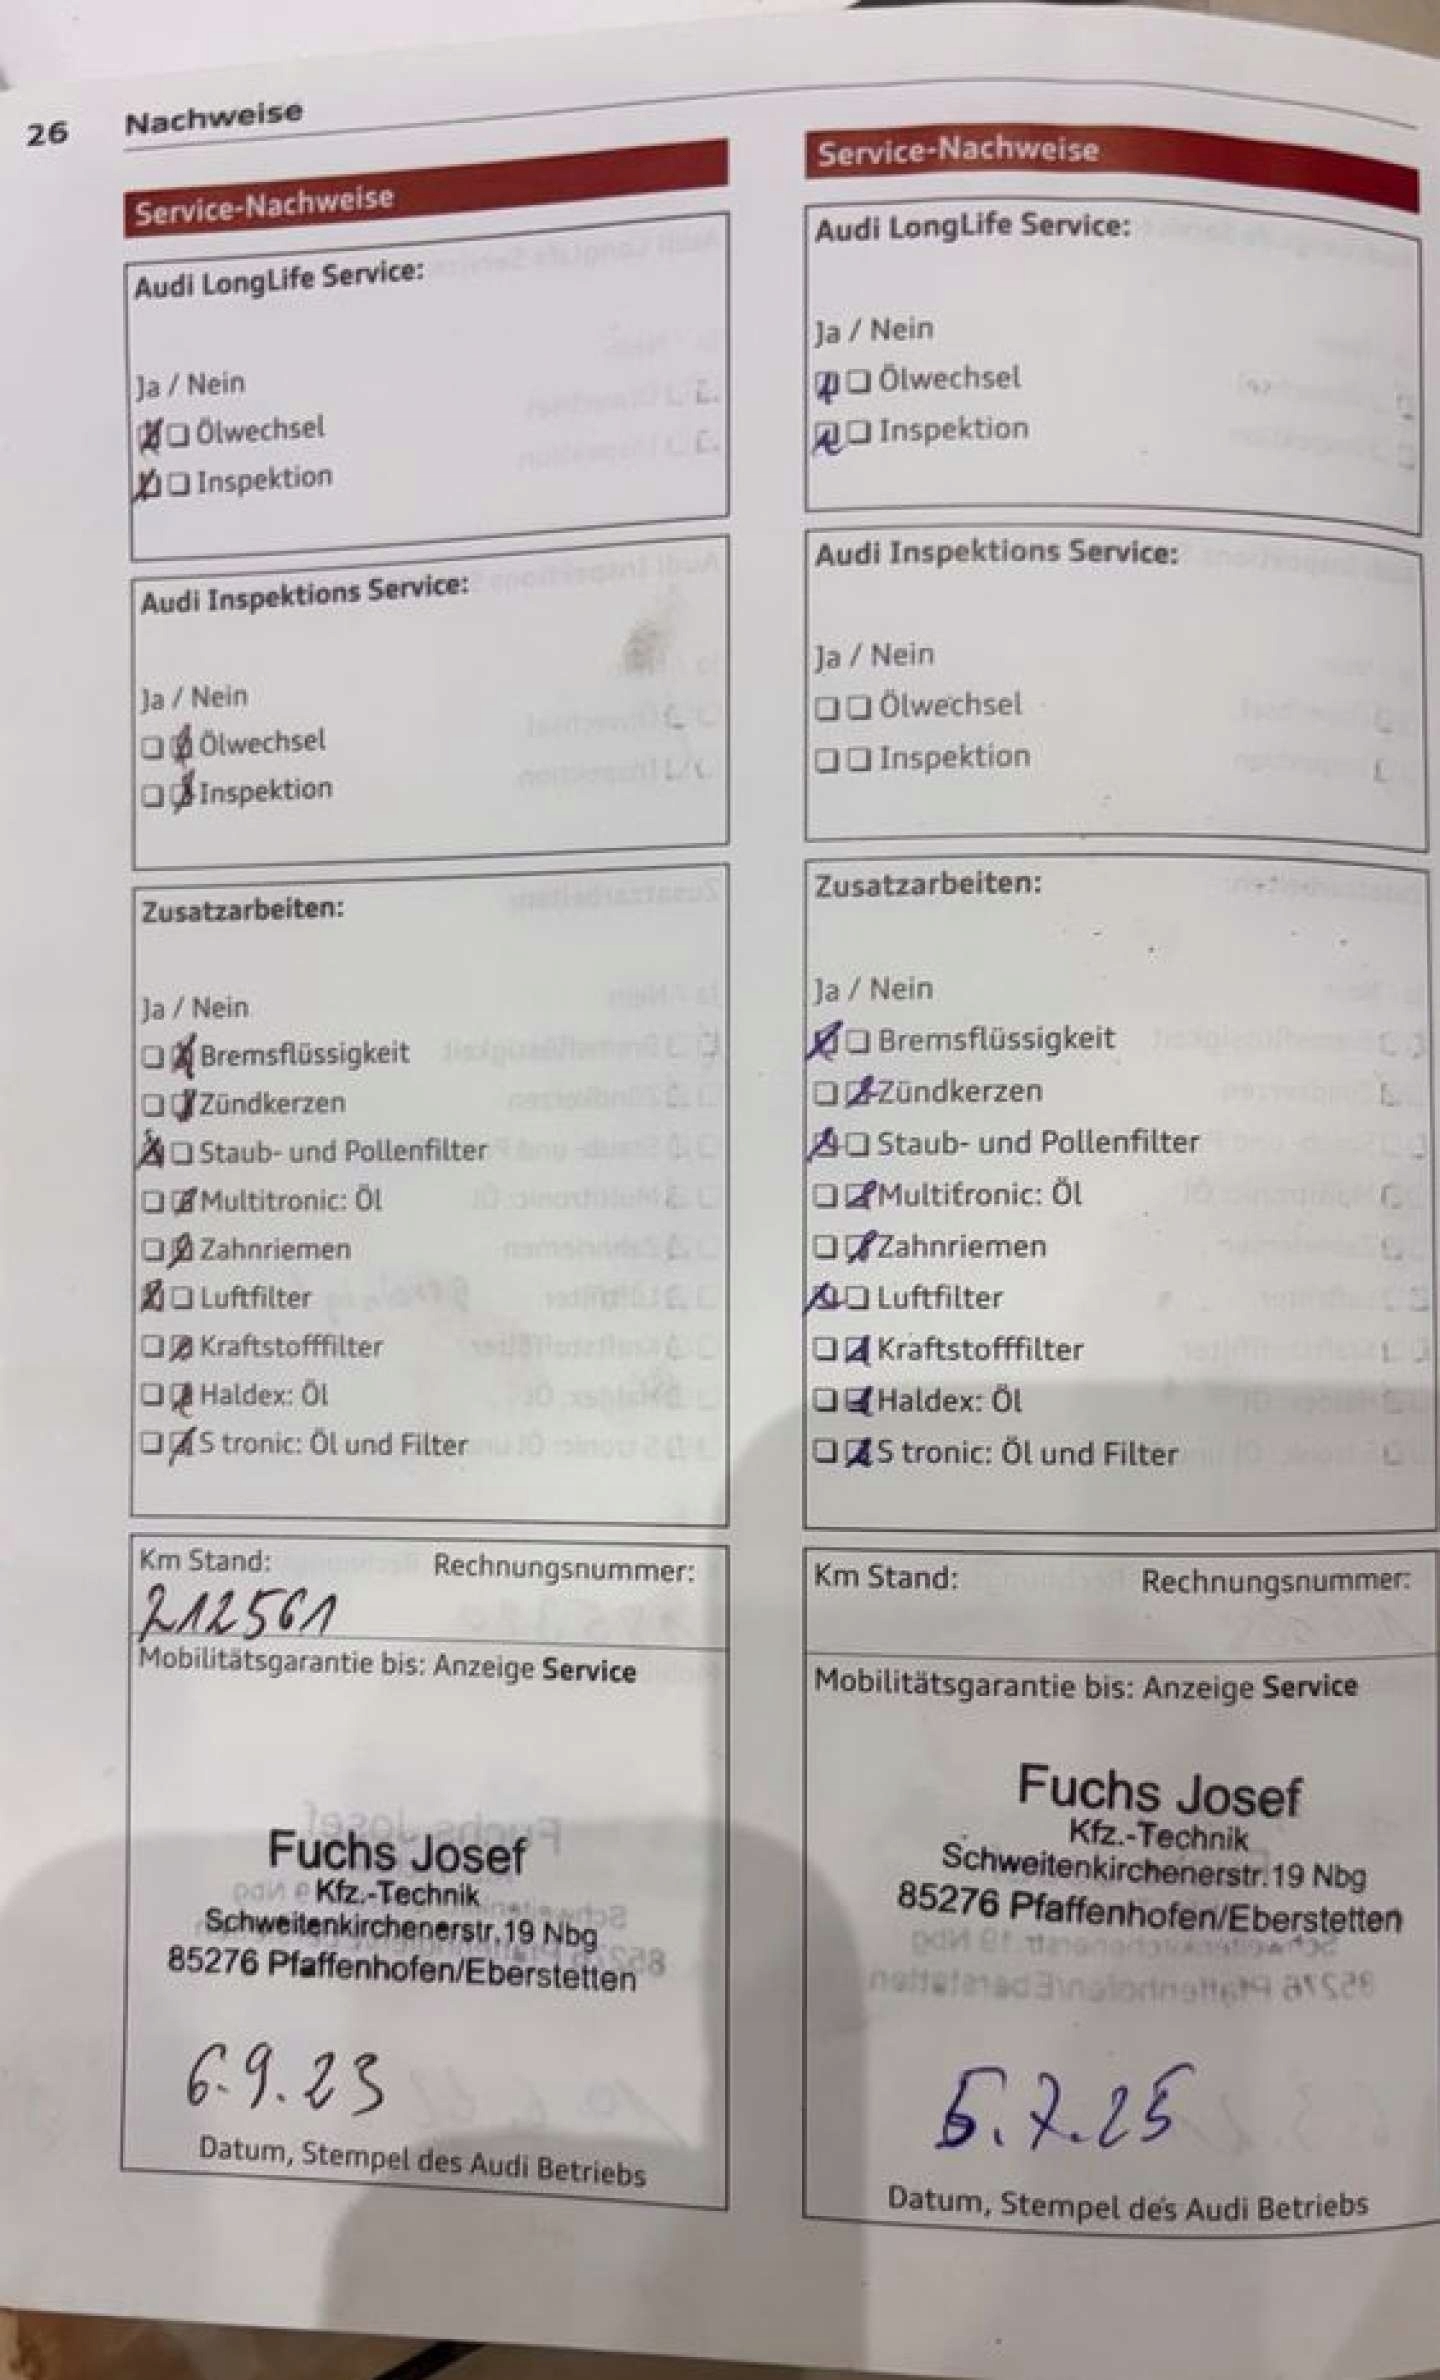 26 Nachweise
Service-Nachweise
Audi LongLife Service:
Ja / Nein
Ölwechsel
Inspektion
Audi Inspektions Service:
Ja / Nein
Ölwechsel
Inspektion
Zusatzarbeiten:
Ja / Nein
Bremsflüssigkeit
Zündkerzen
Staub- und Pollenfilter
Multitronic: Öl
Zahnriemen
Luftfilter
Kraftstofffilter
Haldex: Öl
S tronic: Öl und Filter
Km Stand: Rechnungsnummer:
212561
Mobilitätsgarantie bis: Anzeige Service
Fuchs Josef
Kfz.-Technik
Schweitenkirchenerstr.19 Nbg
85276 Pfaffenhofen/Eberstetten
6.9.23
Datum, Stempel des Audi Betriebs
Service-Nachweise
Audi LongLife Service:
Ja / Nein
Ölwechsel
Inspektion
Audi Inspektions Service:
Ja / Nein
Ölwechsel
Inspektion
Zusatzarbeiten:
Ja / Nein
Bremsflüssigkeit
Zündkerzen
Staub- und Pollenfilter
Multitronic: Öl
Zahnriemen
Luftfilter
Kraftstofffilter
Haldex: Öl
S tronic: Öl und Filter
Km Stand: Rechnungsnummer:
Mobilitätsgarantie bis: Anzeige Service
Fuchs Josef
Kfz.-Technik
Schweitenkirchenerstr.19 Nbg
85276 Pfaffenhofen/Eberstetten
5.7.25
Datum, Stempel des Audi Betriebs